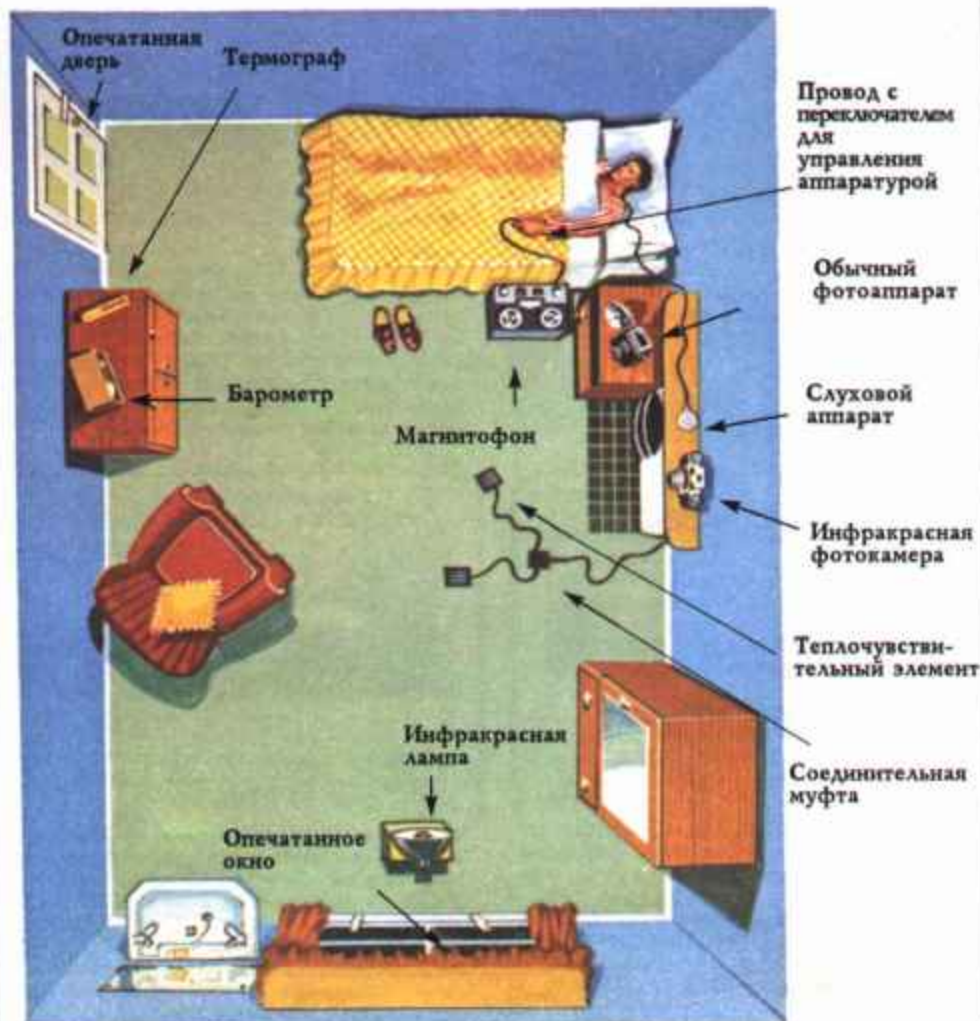 Опечатанная
дверь
Термограф
Провод с
переключателем
для
управления
аппаратурой
Обычный
фотоаппарат
Барометр
Магнитофон
Слуховой
аппарат
Инфракрасная
фотокамера
Теплочувстви-
тельный элемент
Инфракрасная
лампа
Соединительная
муфта
Опечатанное
окно